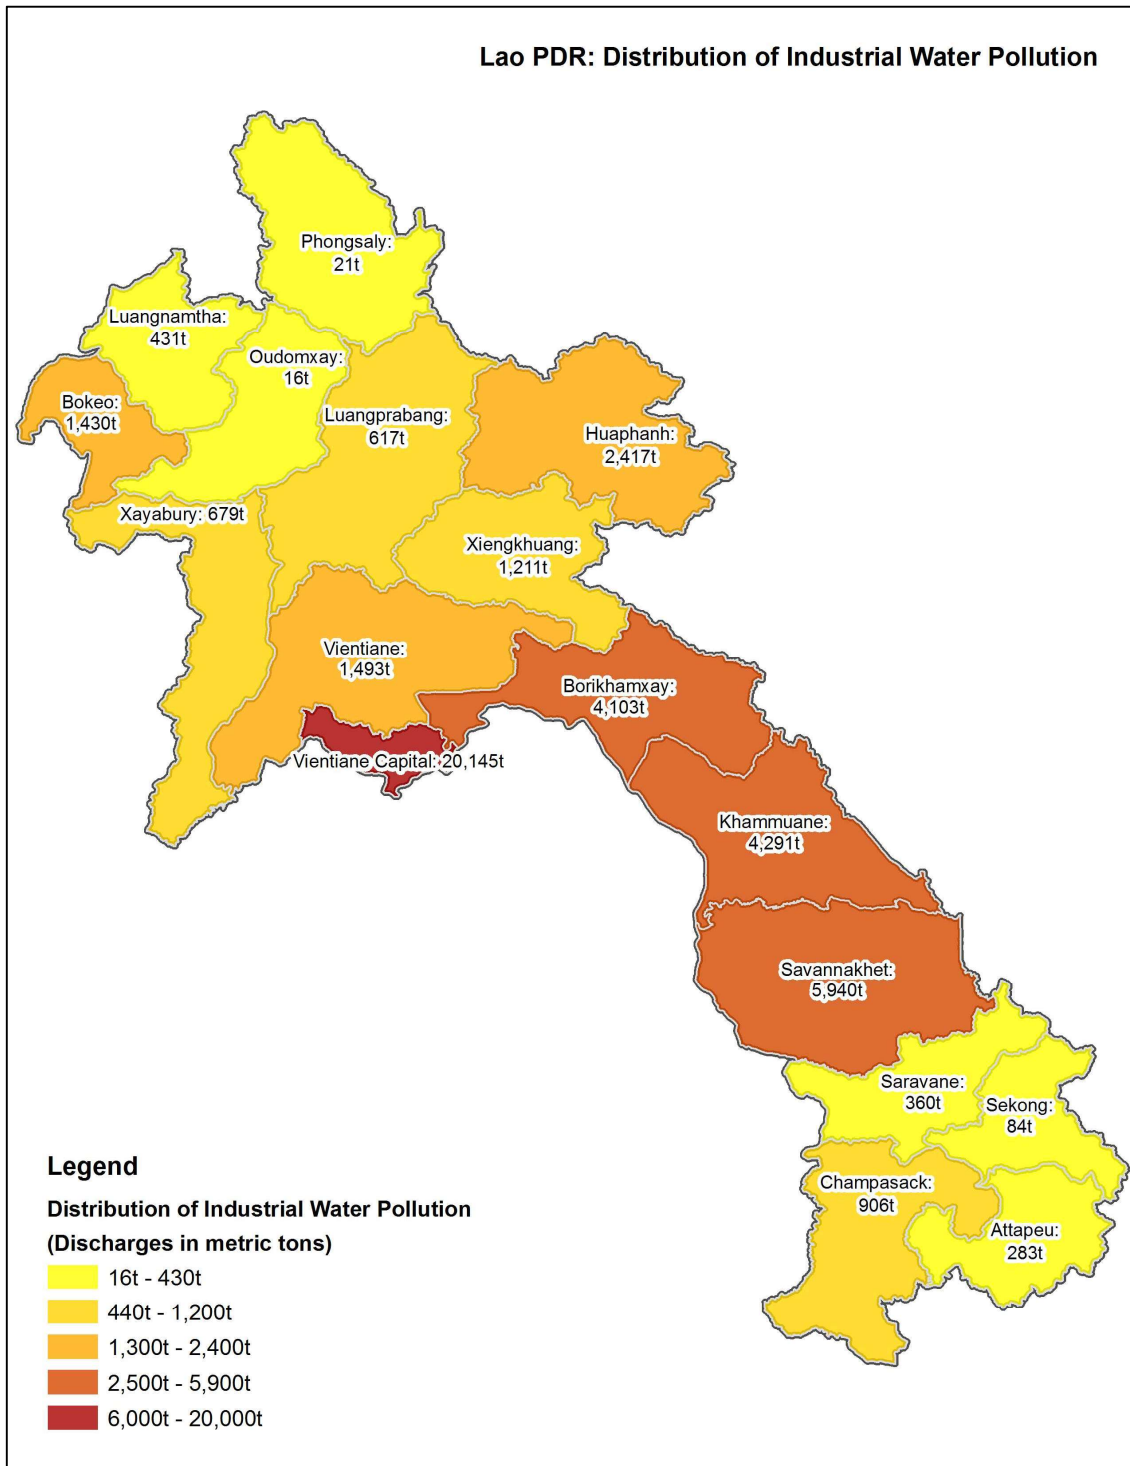 Lao PDR: Distribution of Industrial Water Pollution
Phongsaly:
21t
Luangnamtha:
431t
Oudomxay:
16t
Bokeo:
1,430t
Luangprabang:
617t
Huaphanh:
2,417t
Xayabury: 679t
Xiengkhuang:
1,211t
Vientiane:
1,493t
Borikhamxay:
4,103t
Vientiane Capital: 20,145t
Khammuane:
4,291t
Savannakhet:
5,940t
Saravane:
360t
Sekong:
84t
Champasack:
906t
Attapeu:
283t
Legend
Distribution of Industrial Water Pollution
(Discharges in metric tons)
16t - 430t
440t - 1,200t
1,300t - 2,400t
2,500t - 5,900t
6,000t - 20,000t